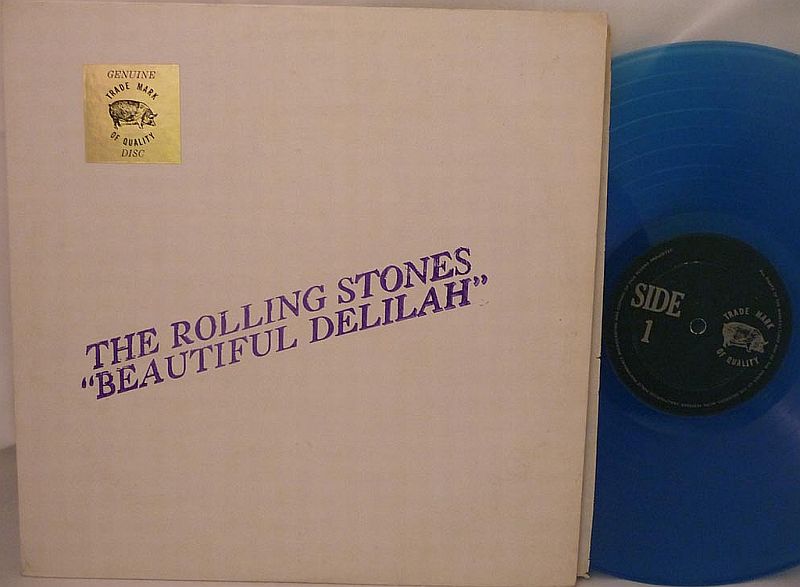 GENUINE
TRADE MARK
OF QUALITY
DISC
THE ROLLING STONES
“BEAUTIFUL DELILAH”
SIDE
1
TRADE MARK
OF QUALITY